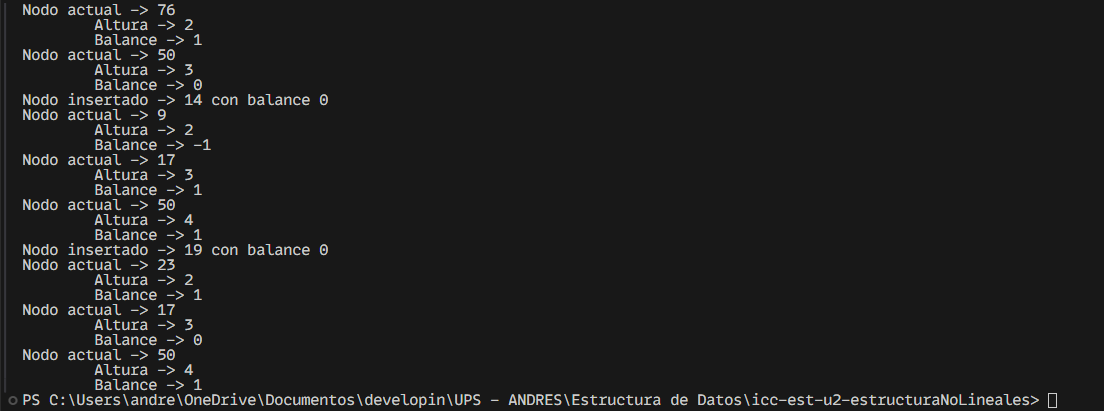 Nodo actual -> 76
Altura -> 2
Balance -> 1
Nodo actual -> 50
Altura -> 3
Balance -> 0
Nodo insertado -> 14 con balance 0
Nodo actual -> 9
Altura -> 2
Balance -> -1
Nodo actual -> 17
Altura -> 3
Balance -> 1
Nodo actual -> 50
Altura -> 4
Balance -> 1
Nodo insertado -> 19 con balance 0
Nodo actual -> 23
Altura -> 2
Balance -> 1
Nodo actual -> 17
Altura -> 3
Balance -> 0
Nodo actual -> 50
Altura -> 4
Balance -> 1
PS C:\Users\andre\OneDrive\Documentos\developin\UPS - ANDRES\Estructura de Datos\icc-est-u2-estructuraNoLineales>